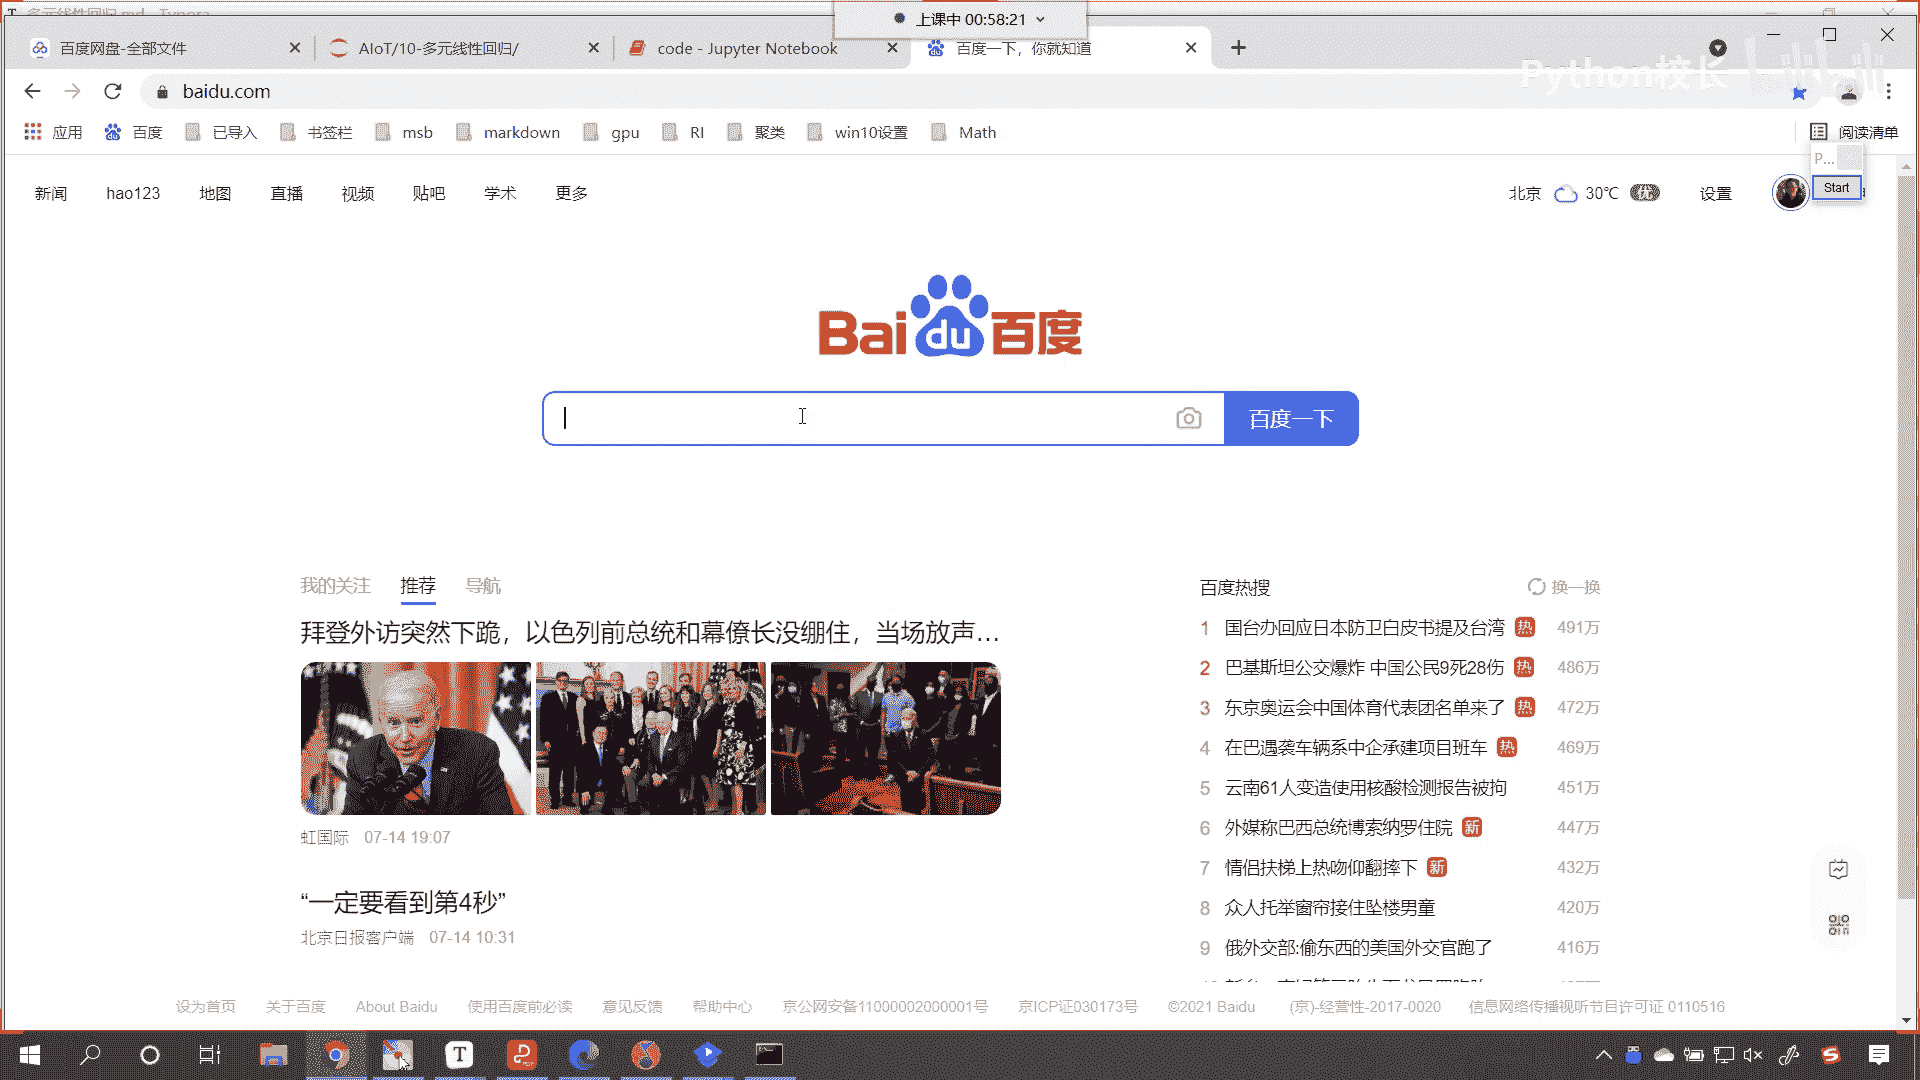 多元线性回归.md - Typora
上课中 00:58:21
百度网盘-全部文件
AIoT/10-多元线性回归/
code - Jupyter Notebook
百度一下，你就知道
Python校长
baidu.com
应用 百度 已导入 书签栏 msb markdown gpu RI 聚类 win10设置 Math 阅读清单
P...
Start
新闻 hao123 地图 直播 视频 贴吧 学术 更多 北京 30℃ 优 设置
Bai du 百度
百度一下
我的关注 推荐 导航
拜登外访突然下跪，以色列前总统和幕僚长没绷住，当场放声…
虹国际 07-14 19:07
“一定要看到第4秒”
北京日报客户端 07-14 10:31
百度热搜 换一换
1 国台办回应日本防卫白皮书提及台湾 热 491万
2 巴基斯坦公交爆炸 中国公民9死28伤 热 486万
3 东京奥运会中国体育代表团名单来了 热 472万
4 在巴遇袭车辆系中企承建项目班车 热 469万
5 云南61人变造使用核酸检测报告被拘 451万
6 外媒称巴西总统博索纳罗住院 新 447万
7 情侣扶梯上热吻仰翻摔下 新 432万
8 众人托举窗帘接住坠楼男童 420万
9 俄外交部:偷东西的美国外交官跑了 416万
设为首页 关于百度 About Baidu 使用百度前必读 意见反馈 帮助中心 京公网安备11000002000001号 京ICP证030173号 ©2021 Baidu (京)-经营性-2017-0020 信息网络传播视听节目许可证 0110516